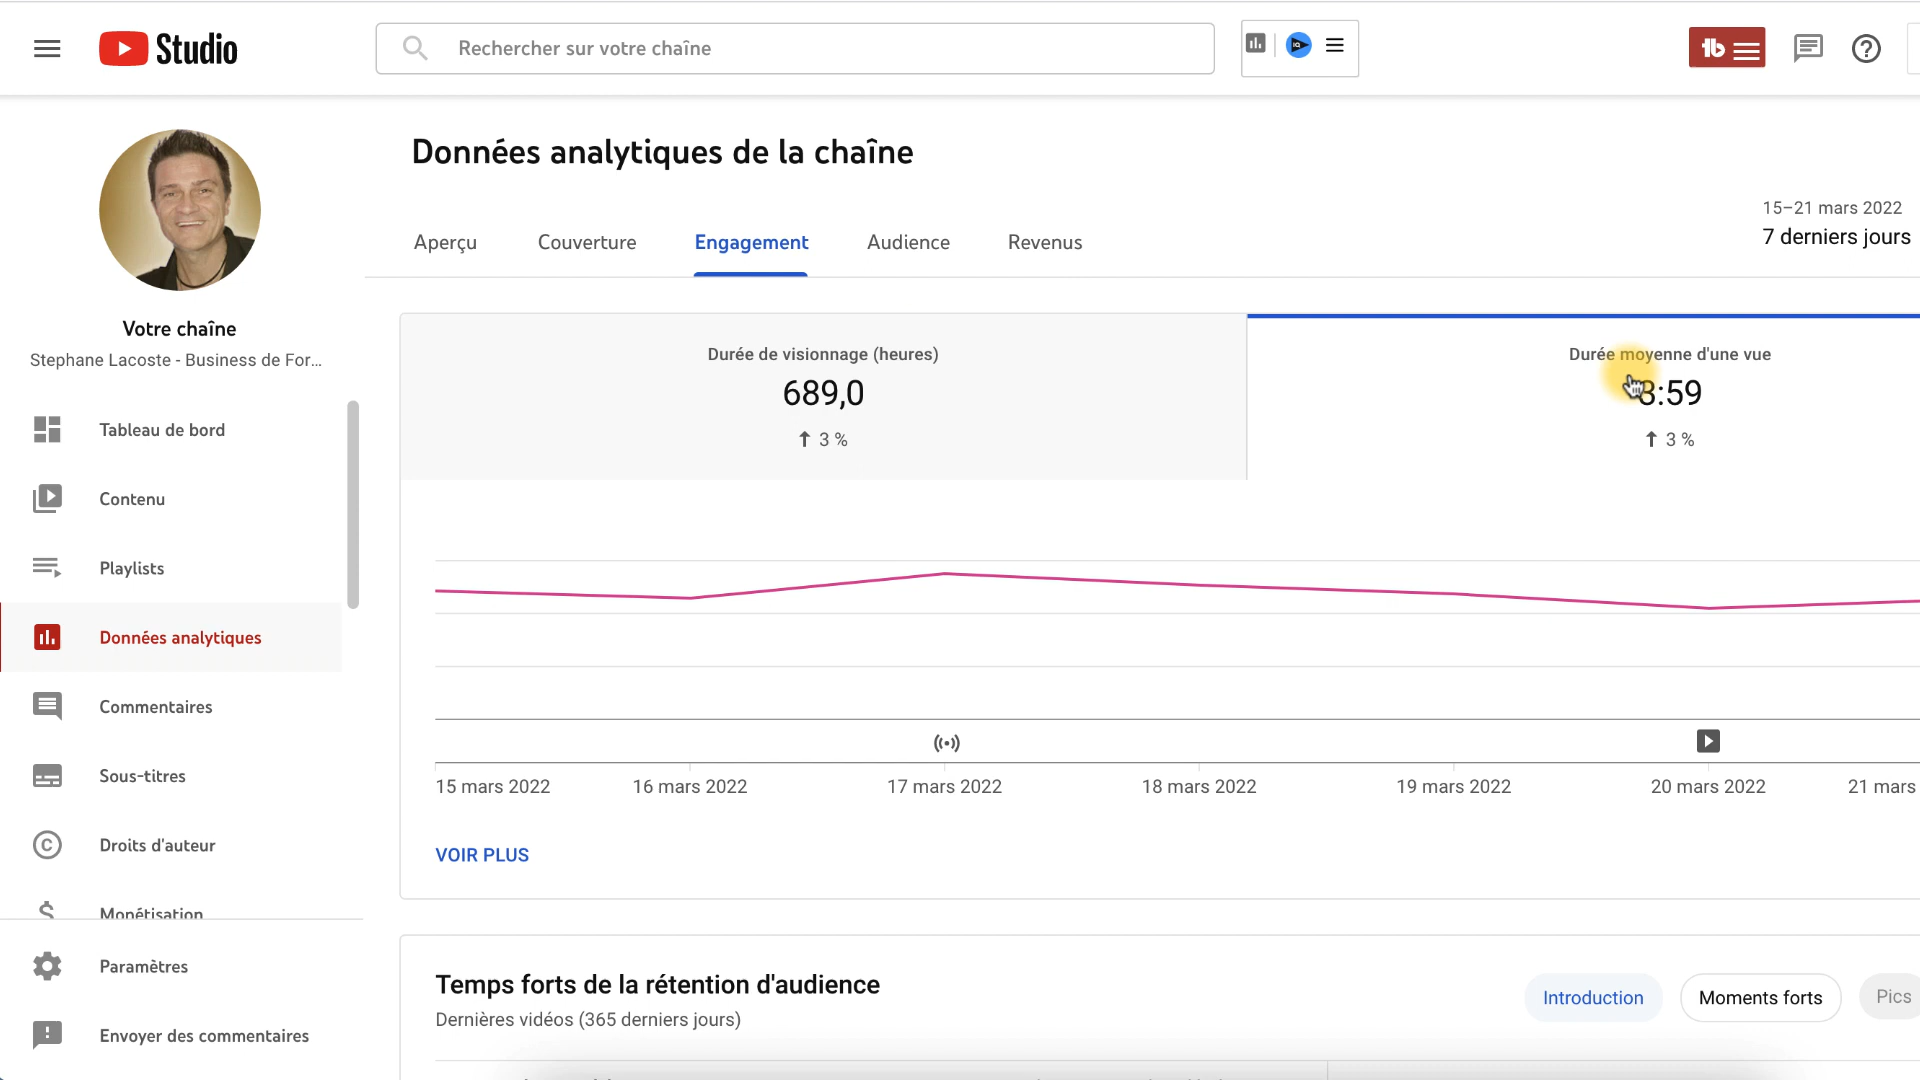 Studio
Rechercher sur votre chaîne
Données analytiques de la chaîne
15–21 mars 2022
7 derniers jours
Aperçu
Couverture
Engagement
Audience
Revenus
Votre chaîne
Stephane Lacoste - Business de For...
Tableau de bord
Contenu
Playlists
Données analytiques
Commentaires
Sous-titres
Droits d'auteur
Monétisation
Paramètres
Envoyer des commentaires
Durée de visionnage (heures)
689,0
3 %
Durée moyenne d'une vue
3:59
3 %
15 mars 2022
16 mars 2022
17 mars 2022
18 mars 2022
19 mars 2022
20 mars 2022
21 mars
VOIR PLUS
Temps forts de la rétention d'audience
Dernières vidéos (365 derniers jours)
Introduction
Moments forts
Pics